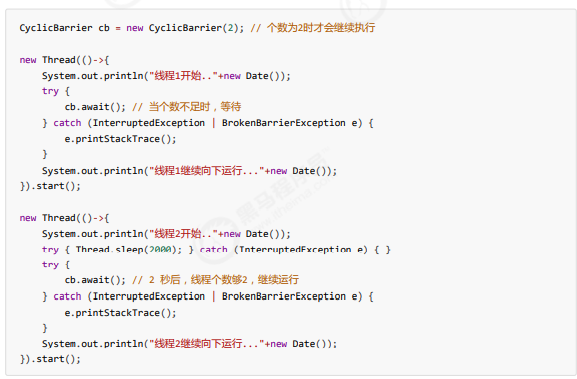 CyclicBarrier cb = new CyclicBarrier(2); // 个数为2时才会继续执行
new Thread(()->{
System.out.println("线程1开始.."+new Date());
try {
cb.await(); // 当个数不足时，等待
} catch (InterruptedException | BrokenBarrierException e) {
e.printStackTrace();
}
System.out.println("线程1继续向下运行..."+new Date());
}).start();
new Thread(()->{
System.out.println("线程2开始.."+new Date());
try { Thread.sleep(2000); } catch (InterruptedException e) { }
try {
cb.await(); // 2 秒后，线程个数够2，继续运行
} catch (InterruptedException | BrokenBarrierException e) {
e.printStackTrace();
}
System.out.println("线程2继续向下运行..."+new Date());
}).start();